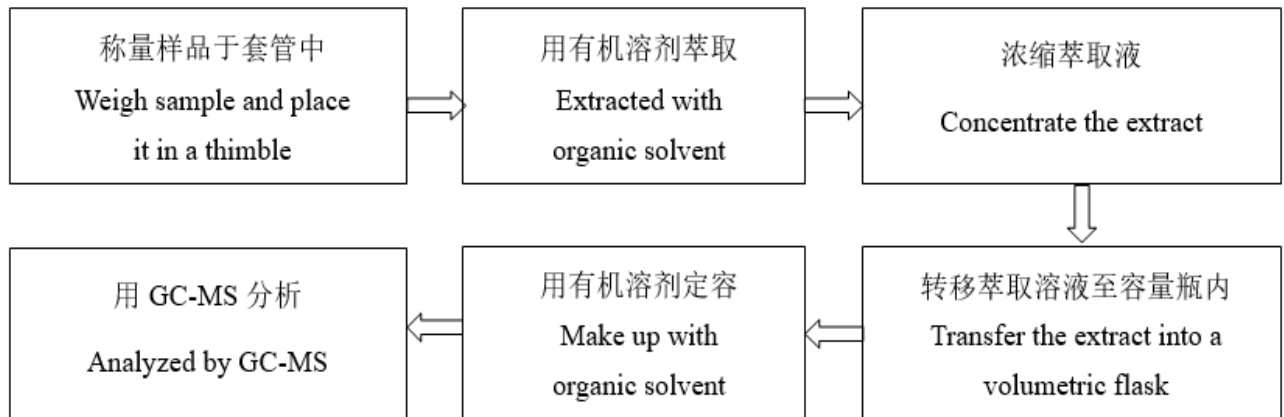 称量样品于套管中
Weigh sample and place
it in a thimble
用有机溶剂萃取
Extracted with
organic solvent
浓缩萃取液
Concentrate the extract
转移萃取溶液至容量瓶内
Transfer the extract into a
volumetric flask
用有机溶剂定容
Make up with
organic solvent
用 GC-MS 分析
Analyzed by GC-MS